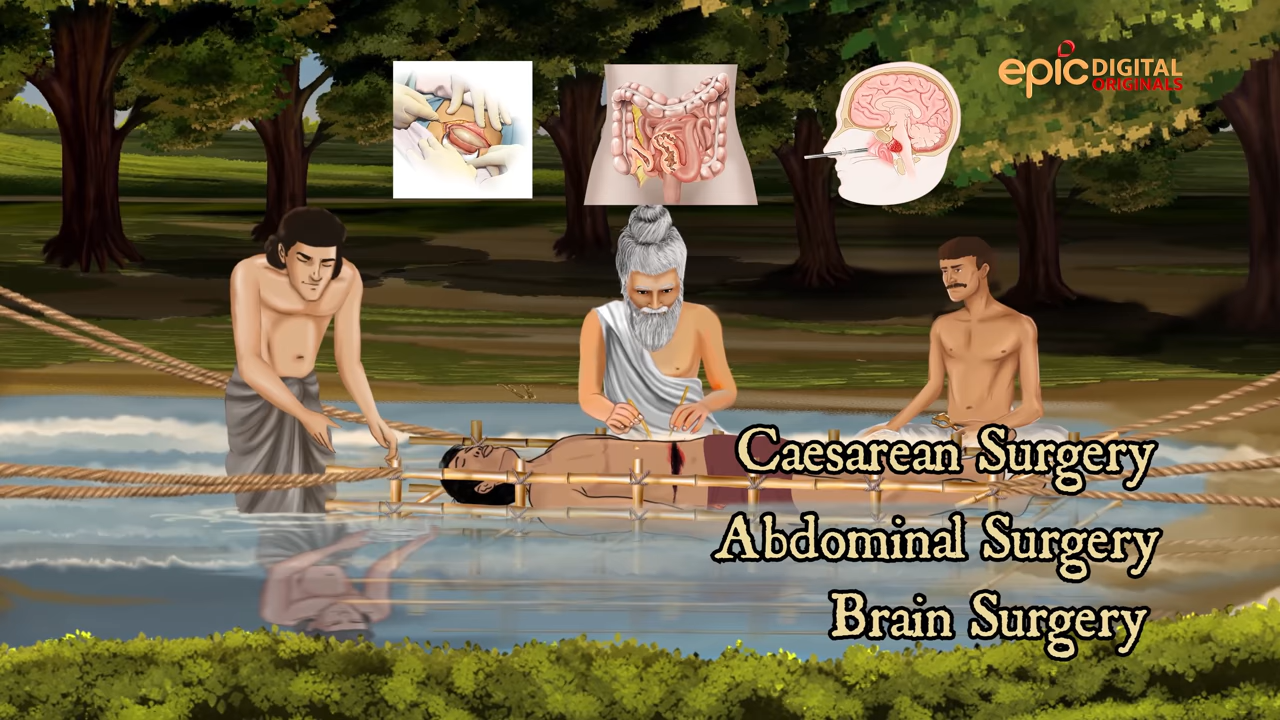 epic DIGITAL
ORIGINALS
Caesarean Surgery
Abdominal Surgery
Brain Surgery